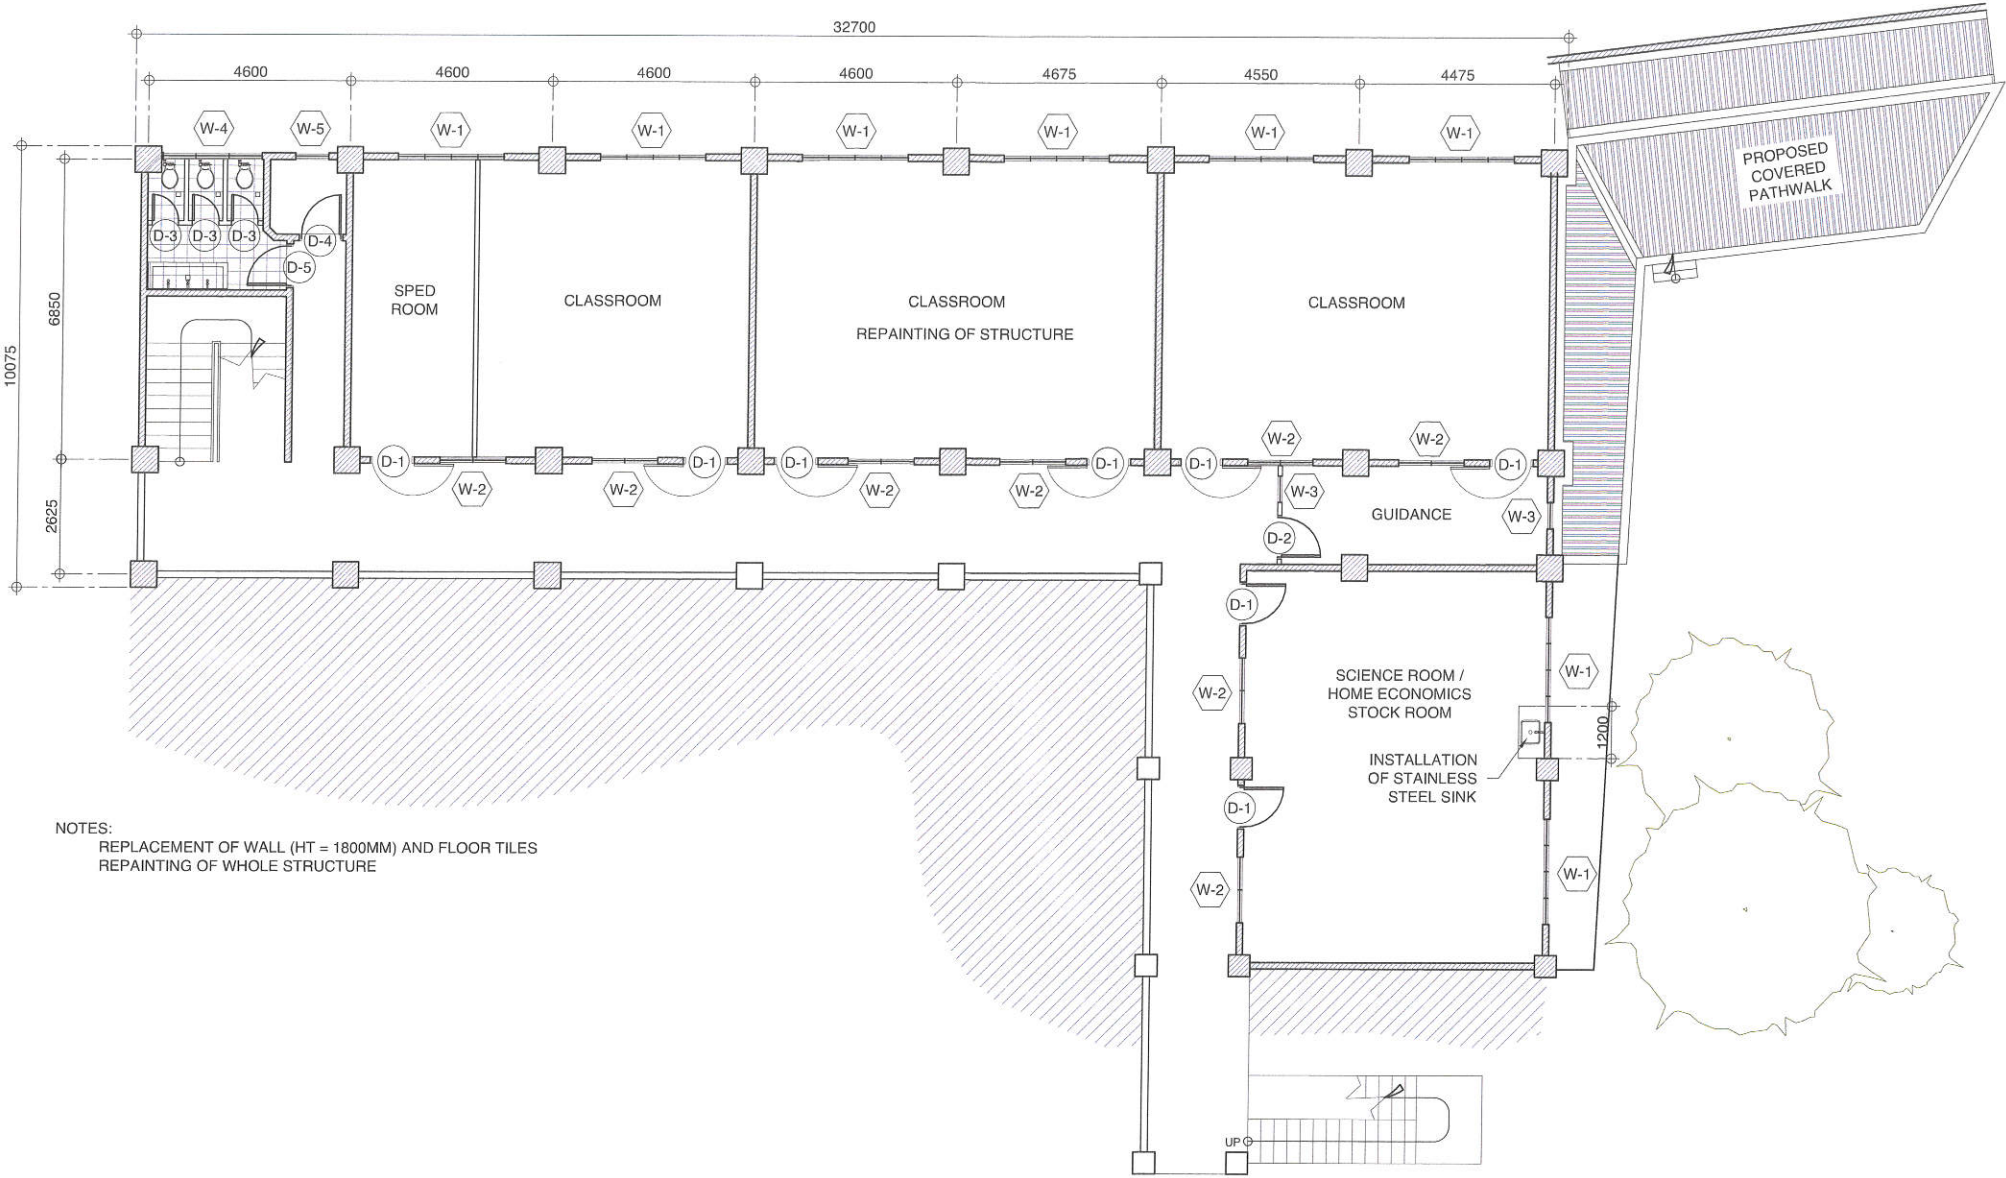 32700
4600 4600 4600 4600 4675 4550 4475
W-4 W-5 W-1 W-1 W-1 W-1 W-1 W-1
PROPOSED
COVERED
PATHWALK
D-3 D-3 D-3 D-4
D-5
6850
10075
2625
SPED
ROOM
CLASSROOM
CLASSROOM
REPAINTING OF STRUCTURE
CLASSROOM
W-2 W-2
D-1 D-1 D-1 D-1 D-1 D-1
W-2 W-2 W-2 W-2 W-3
GUIDANCE
W-3
D-2
D-1
W-2
SCIENCE ROOM /
HOME ECONOMICS
STOCK ROOM
W-1
1200
INSTALLATION
OF STAINLESS
STEEL SINK
D-1
W-2
W-1
NOTES:
REPLACEMENT OF WALL (HT = 1800MM) AND FLOOR TILES
REPAINTING OF WHOLE STRUCTURE
UP